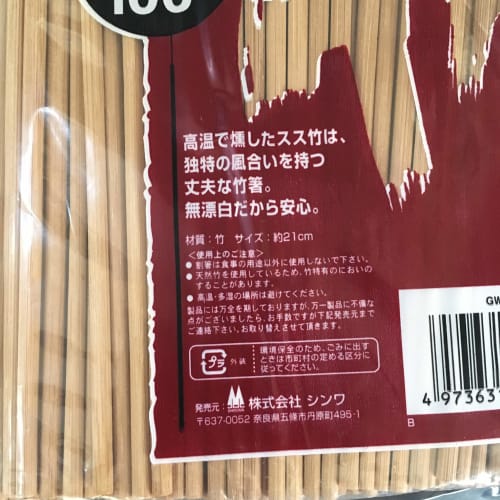 100
高温で燻したスス竹は、
独特の風合いを持つ
丈夫な竹箸。
無漂白だから安心。
材質：竹 サイズ：約21cm
＜使用上のご注意＞
● 割箸は食事の用途以外に使用しないで下さい。
● 天然竹を使用しているため、竹特有のにおいの
することがあります。
● 高温・多湿の場所は避けてください。
製品には万全を期しておりますが、万一製品に不備な
点がございましたら、お手数ですが下記発売元まで
ご連絡下さい。お取り替えさせて頂きます。
プラ 外装
環境保全のため、ごみに出す
ときは市町村の定める区分に
従ってください。
発売元： 株式会社 シンワ
〒637-0052 奈良県五條市丹原町495-1
GW
4 97363
B